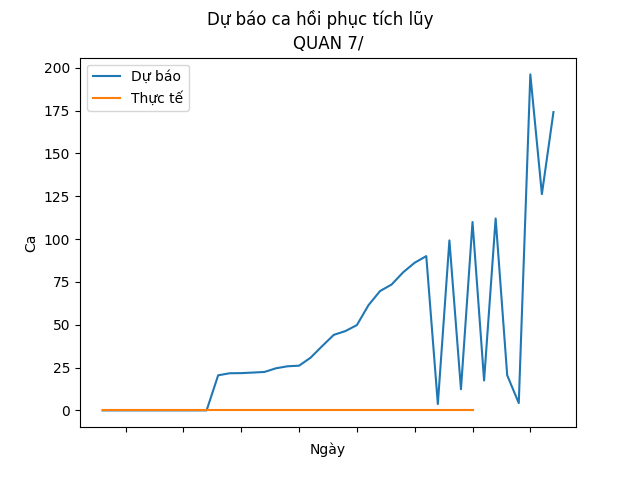 Dự báo ca hồi phục tích lũy
QUAN 7/
Dự báo
Thực tế
200
175
150
125
100
75
50
25
0
Ca
Ngày